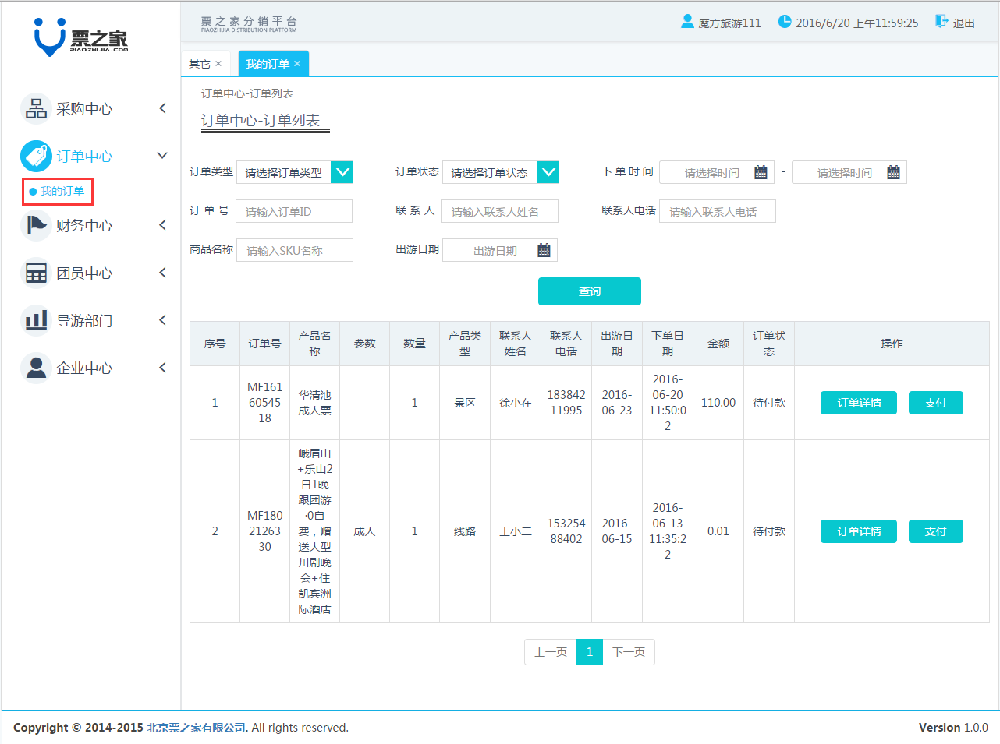 票之家
PIAOZHIJIA.COM
票之家分销平台
PIAOZHIJIA DISTRIBUTION PLATFORM
魔方旅游111
2016/6/20 上午11:59:25
退出
其它 ×
我的订单 ×
采购中心
订单中心
我的订单
财务中心
团员中心
导游部门
企业中心
订单中心-订单列表
订单中心-订单列表
订单类型 请选择订单类型
订单状态 请选择订单状态
下单时间 请选择时间 - 请选择时间
订单号 请输入订单ID
联系人 请输入联系人姓名
联系人电话 请输入联系人电话
商品名称 请输入SKU名称
出游日期 出游日期
查询
序号
订单号
产品名
称
参数
数量
产品类
型
联系人
姓名
联系人
电话
出游日
期
下单日
期
金额
订单状
态
操作
1
MF161
60545
18
华清池
成人票
1
景区
徐小在
183842
11995
2016-
06-23
2016-
06-20
11:50:0
2
110.00
待付款
订单详情
支付
2
MF180
21263
30
峨眉山
+乐山2
日1晚
跟团游
·0自
费，赠
送大型
川剧晚
会+住
凯宾洲
际酒店
成人
1
线路
王小二
153254
88402
2016-
06-15
2016-
06-13
11:35:2
2
0.01
待付款
订单详情
支付
上一页 1 下一页
Copyright © 2014-2015 北京票之家有限公司. All rights reserved.
Version 1.0.0